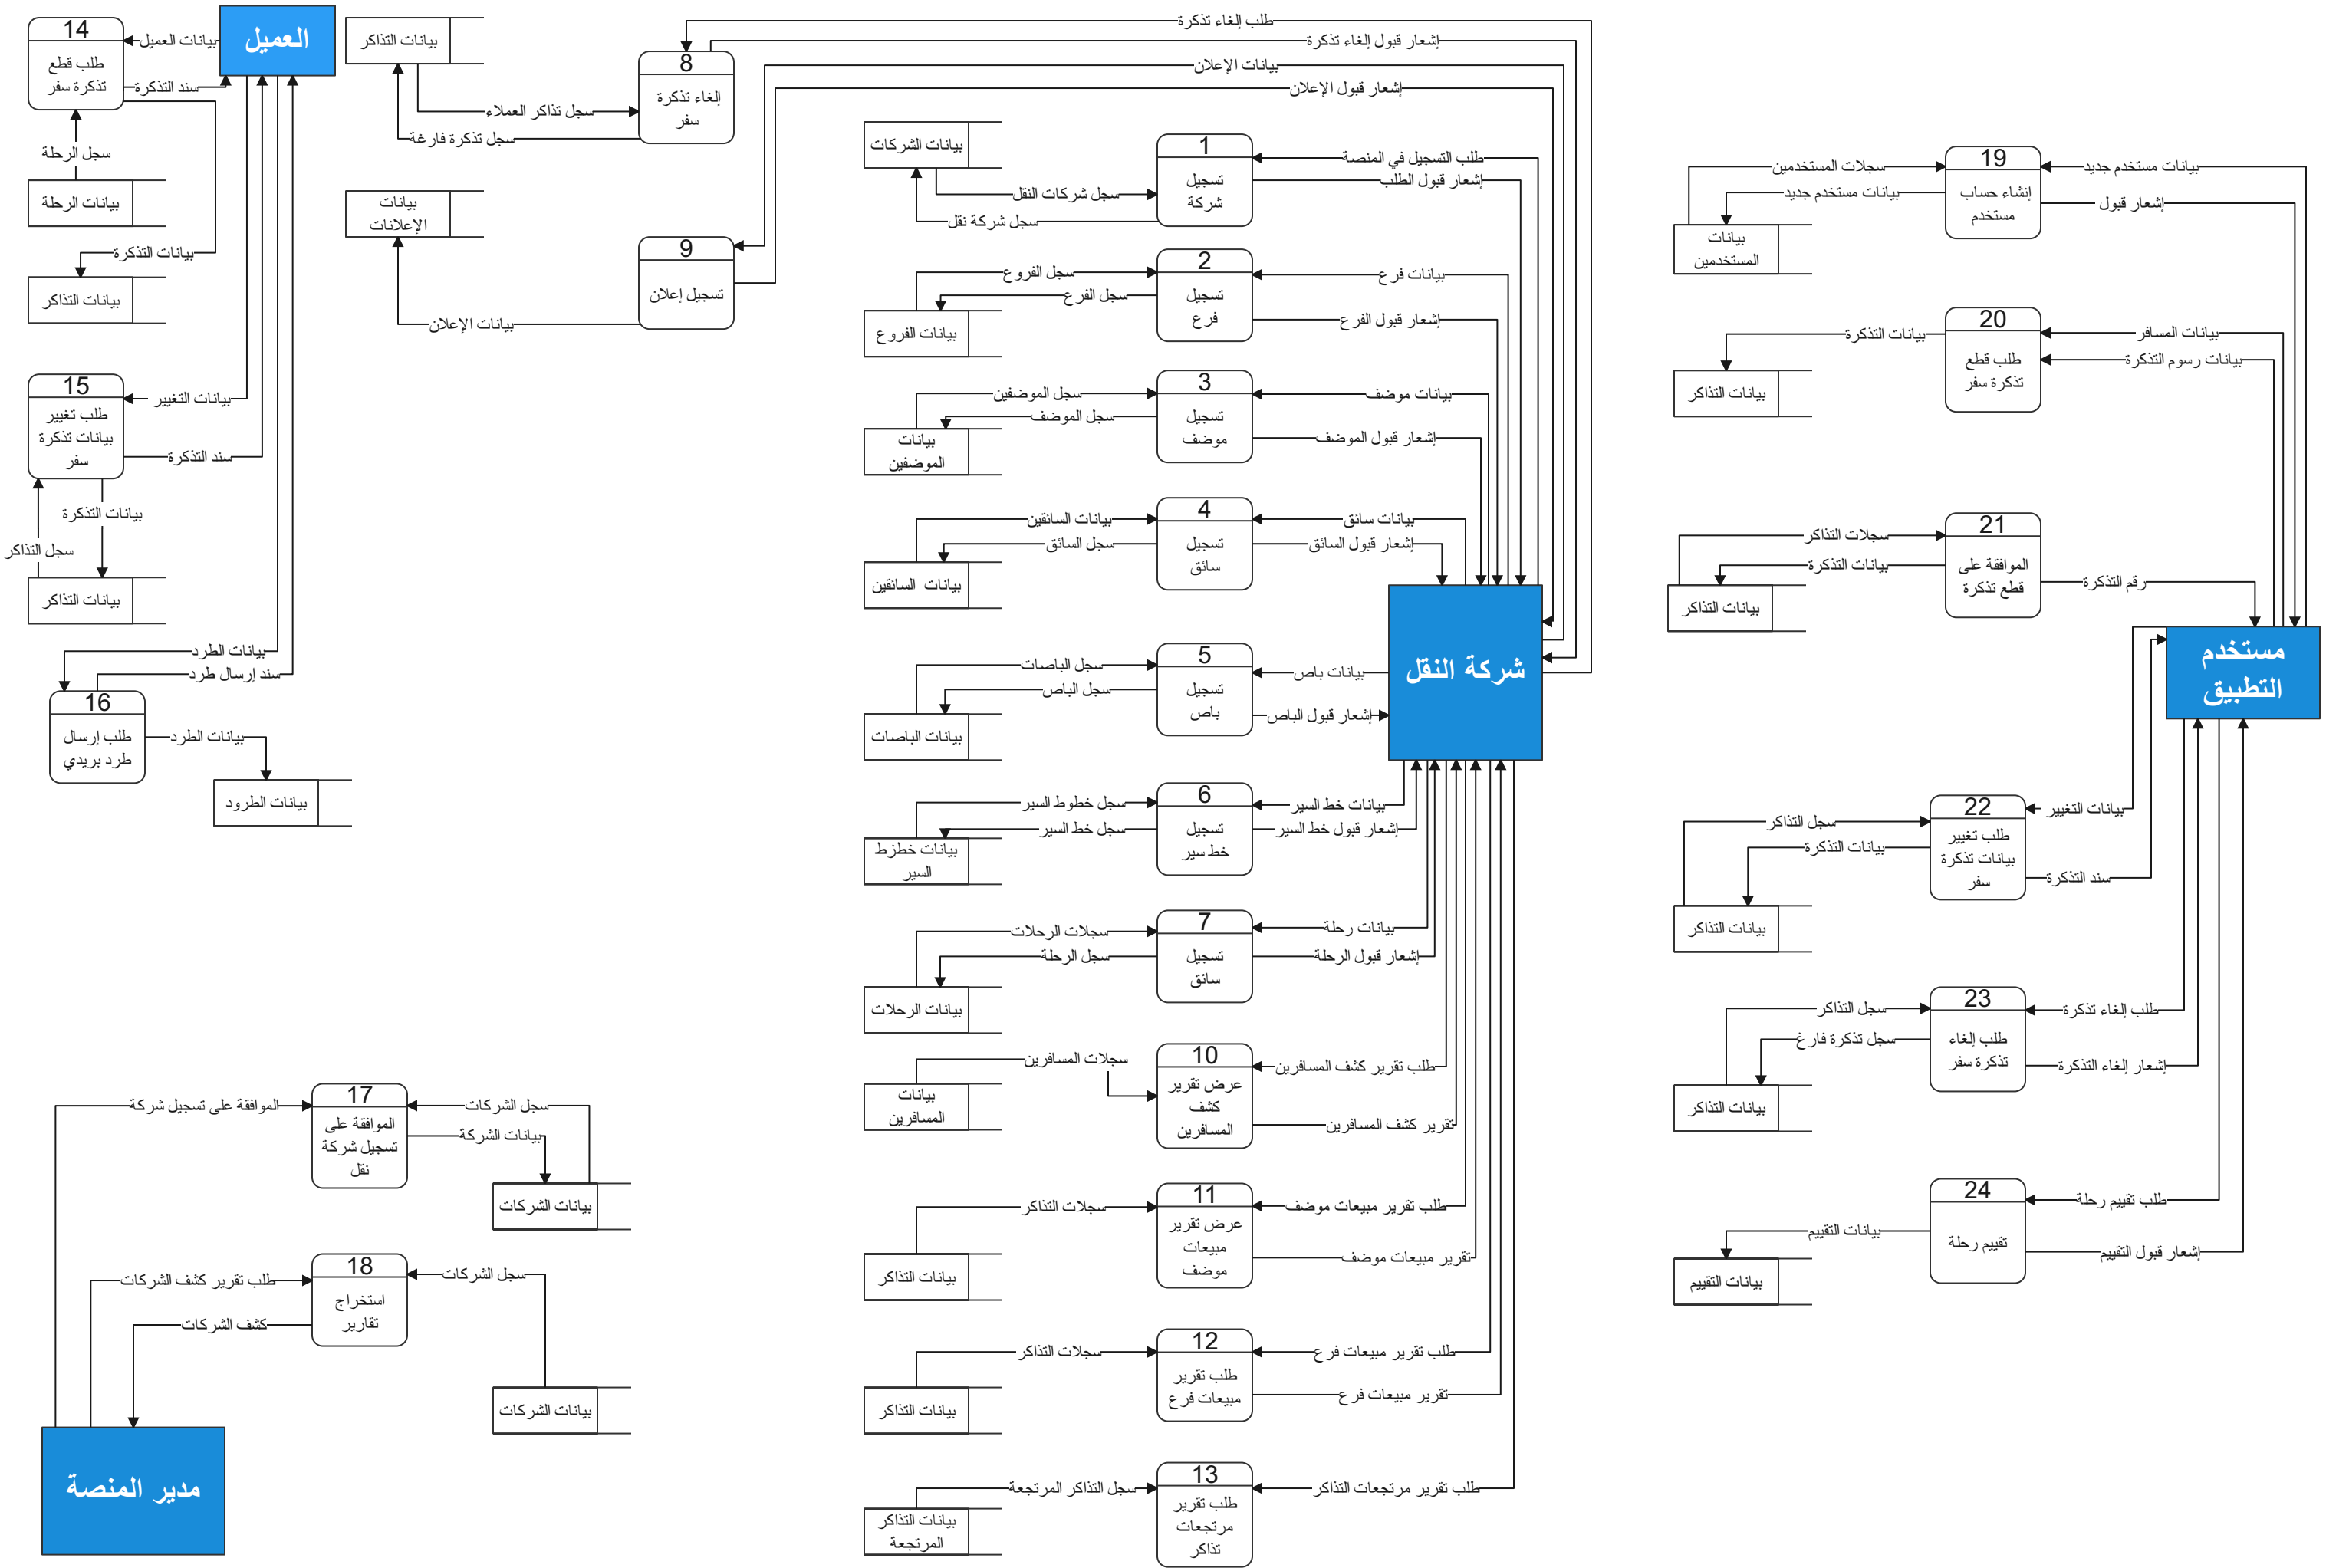 العميل
14
طلب قطع
تذكرة سفر
بيانات العميل
سند التذكرة
سجل الرحلة
بيانات الرحلة
بيانات التذكرة
بيانات التذاكر
15
طلب تغيير
بيانات تذكرة
سفر
بيانات التغيير
سند التذكرة
بيانات التذكرة
سجل التذاكر
بيانات التذاكر
بيانات الطرد
سند إرسال طرد
16
طلب إرسال
طرد بريدي
بيانات الطرد
بيانات الطرود
بيانات التذاكر
سجل تذاكر العملاء
سجل تذكرة فارغة
8
إلغاء تذكرة
سفر
طلب إلغاء تذكرة
إشعار قبول إلغاء تذكرة
بيانات الإعلان
إشعار قبول الإعلان
بيانات
الإعلانات
9
تسجيل إعلان
بيانات الإعلان
بيانات الشركات
1
تسجيل
شركة
طلب التسجيل في المنصة
إشعار قبول الطلب
سجل شركات النقل
سجل شركة نقل
2
تسجيل
فرع
بيانات فرع
إشعار قبول الفرع
سجل الفروع
سجل الفرع
بيانات الفروع
3
تسجيل
موضف
بيانات موضف
إشعار قبول الموضف
سجل الموضفين
سجل الموضف
بيانات
الموضفين
4
تسجيل
سائق
بيانات سائق
إشعار قبول السائق
بيانات السائقين
سجل السائق
بيانات السائقين
شركة النقل
5
تسجيل
باص
بيانات باص
إشعار قبول الباص
سجل الباصات
سجل الباص
بيانات الباصات
6
تسجيل
خط سير
بيانات خط السير
إشعار قبول خط السير
سجل خطوط السير
سجل خط السير
بيانات خطزط
السير
7
تسجيل
سائق
بيانات رحلة
إشعار قبول الرحلة
سجلات الرحلات
سجل الرحلة
بيانات الرحلات
10
عرض تقرير
كشف
المسافرين
طلب تقرير كشف المسافرين
تقرير كشف المسافرين
سجلات المسافرين
بيانات
المسافرين
11
عرض تقرير
مبيعات
موضف
طلب تقرير مبيعات موضف
تقرير مبيعات موضف
سجلات التذاكر
بيانات التذاكر
12
طلب تقرير
مبيعات فرع
طلب تقرير مبيعات فرع
تقرير مبيعات فرع
سجلات التذاكر
بيانات التذاكر
13
طلب تقرير
مرتجعات
تذاكر
طلب تقرير مرتجعات التذاكر
سجل التذاكر المرتجعة
بيانات التذاكر
المرتجعة
17
الموافقة على
تسجيل شركة
نقل
الموافقة على تسجيل شركة
سجل الشركات
بيانات الشركة
بيانات الشركات
18
استخراج
تقارير
طلب تقرير كشف الشركات
كشف الشركات
سجل الشركات
بيانات الشركات
مدير المنصة
19
إنشاء حساب
مستخدم
بيانات مستخدم جديد
إشعار قبول
سجلات المستخدمين
بيانات مستخدم جديد
بيانات
المستخدمين
20
طلب قطع
تذكرة سفر
بيانات المسافر
بيانات رسوم التذكرة
بيانات التذكرة
بيانات التذاكر
21
الموافقة على
قطع تذكرة
سجلات التذاكر
بيانات التذكرة
رقم التذكرة
بيانات التذاكر
مستخدم
التطبيق
22
طلب تغيير
بيانات تذكرة
سفر
بيانات التغيير
سند التذكرة
سجل التذاكر
بيانات التذكرة
بيانات التذاكر
23
طلب إلغاء
تذكرة سفر
طلب إلغاء تذكرة
إشعار إلغاء التذكرة
سجل التذاكر
سجل تذكرة فارغ
بيانات التذاكر
24
تقييم رحلة
طلب تقييم رحلة
إشعار قبول التقييم
بيانات التقييم
بيانات التقييم